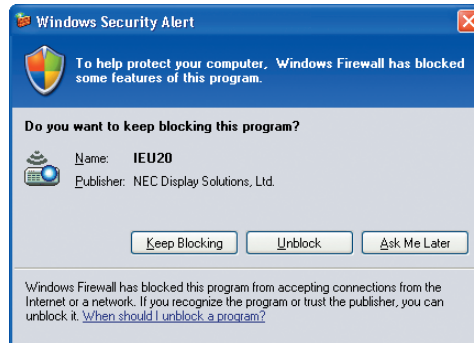 Windows Security Alert
To help protect your computer, Windows Firewall has blocked
some features of this program.
Do you want to keep blocking this program?
Name: IEU20
Publisher: NEC Display Solutions, Ltd.
Keep Blocking Unblock Ask Me Later
Windows Firewall has blocked this program from accepting connections from the
Internet or a network. If you recognize the program or trust the publisher, you can
unblock it. When should I unblock a program?